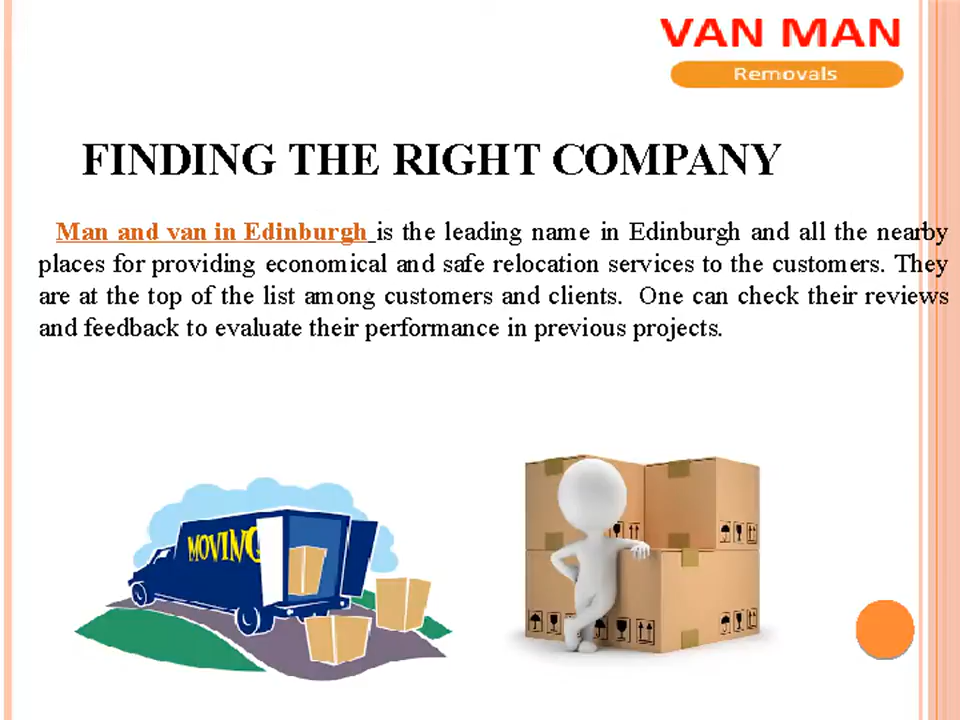 VAN MAN
Removals
FINDING THE RIGHT COMPANY
Man and van in Edinburgh is the leading name in Edinburgh and all the nearby
places for providing economical and safe relocation services to the customers. They
are at the top of the list among customers and clients. One can check their reviews
and feedback to evaluate their performance in previous projects.
MOVING